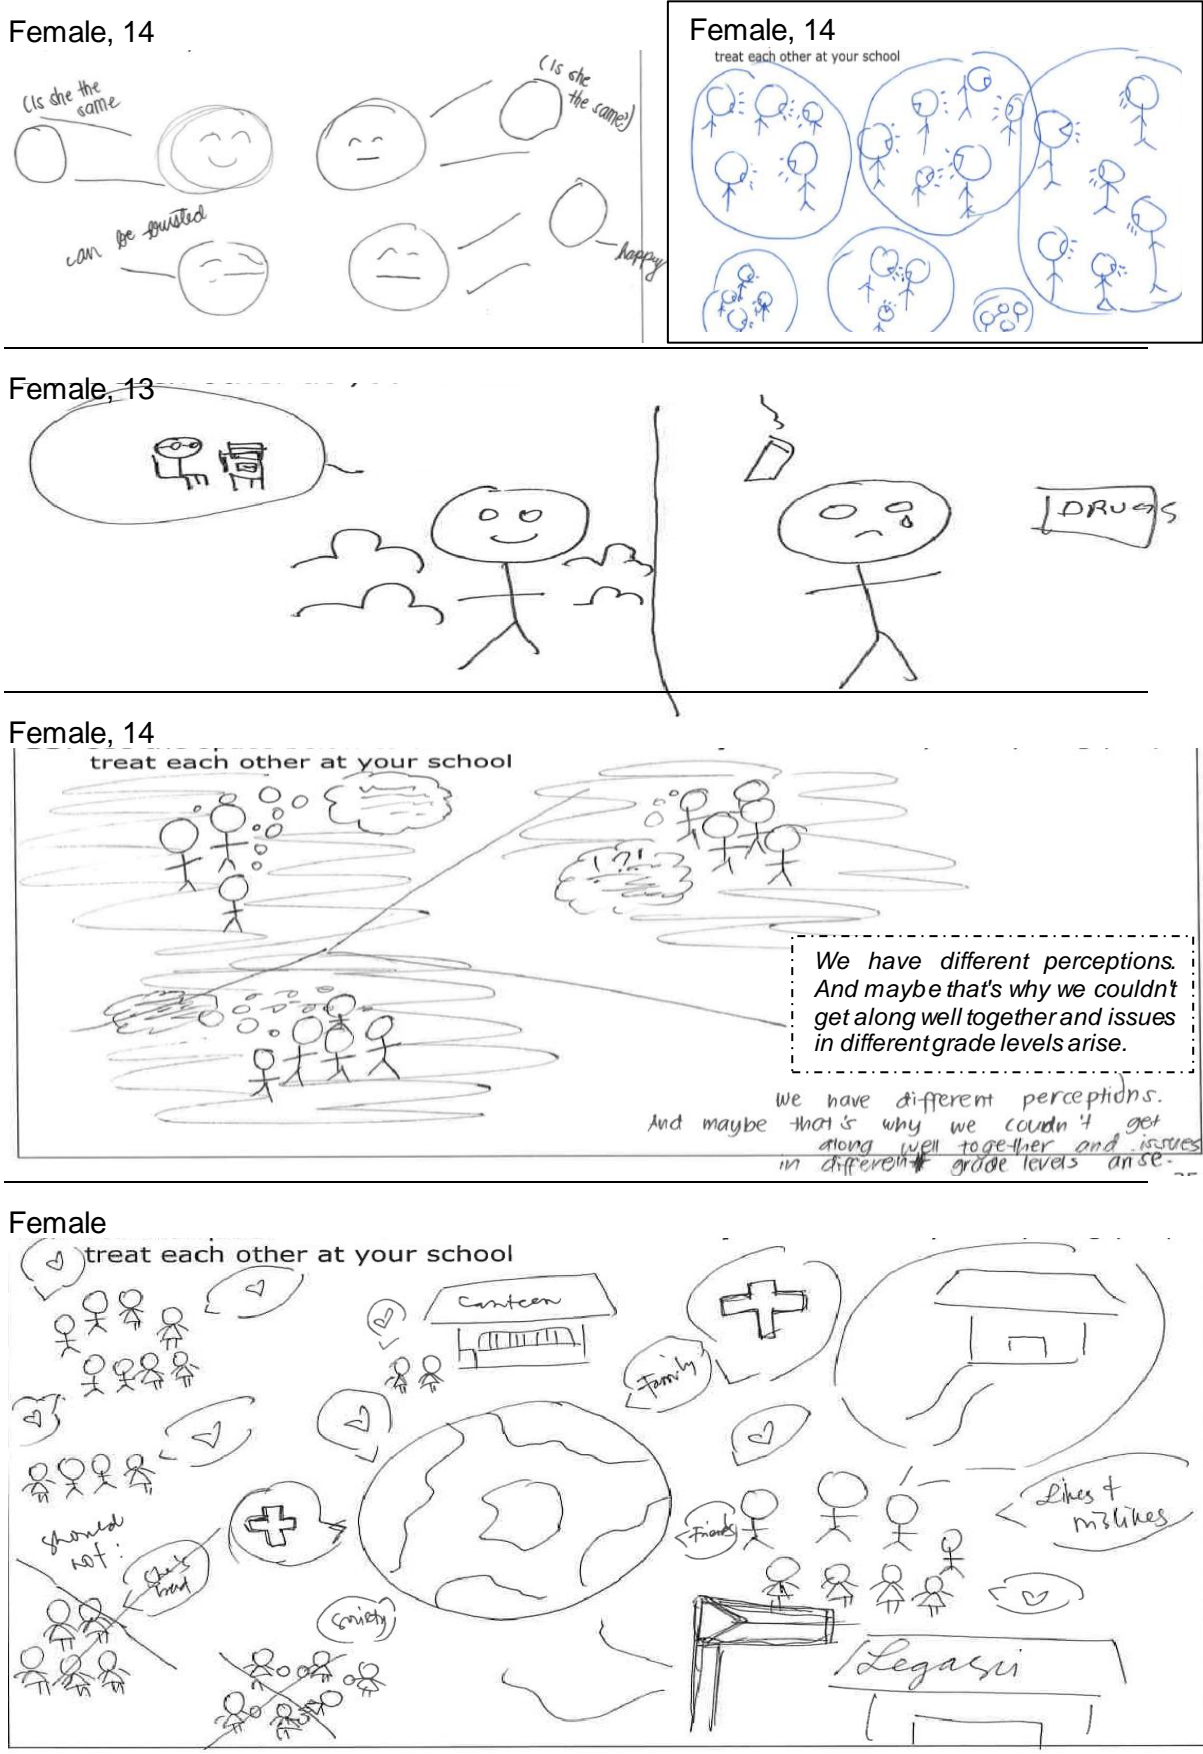 Female, 14
(Is she the
same
(Is she
the same?)
can be trusted
happy
Female, 14
treat each other at your school
Female, 13
DRUGS
Female, 14
treat each other at your school
!?!
We have different perceptions.
And maybe that's why we couldn't
get along well together and issues
in different grade levels arise.
we have different perceptions.
And maybe that's why we coudn't get
along well together and issues
in different grade levels arise.
Female
treat each other at your school
Canteen
Family
Friends
Likes &
mislikes
should
not:
she's
bad
Society
Legazpi